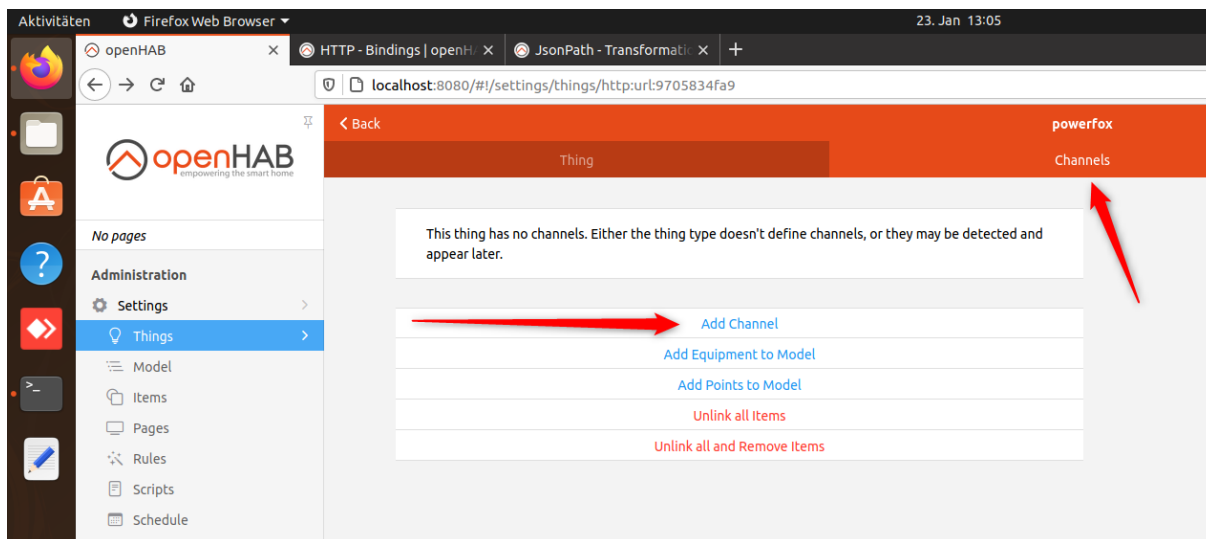 Aktivitäten Firefox Web Browser 23. Jan 13:05
openHAB HTTP - Bindings | openH JsonPath - Transformatic
localhost:8080/#!/settings/things/http:url:9705834fa9
openHAB
empowering the smart home
Back powerfox
Thing Channels
No pages
This thing has no channels. Either the thing type doesn't define channels, or they may be detected and
appear later.
Administration
Settings
Things
Model
Items
Pages
Rules
Scripts
Schedule
Add Channel
Add Equipment to Model
Add Points to Model
Unlink all Items
Unlink all and Remove Items